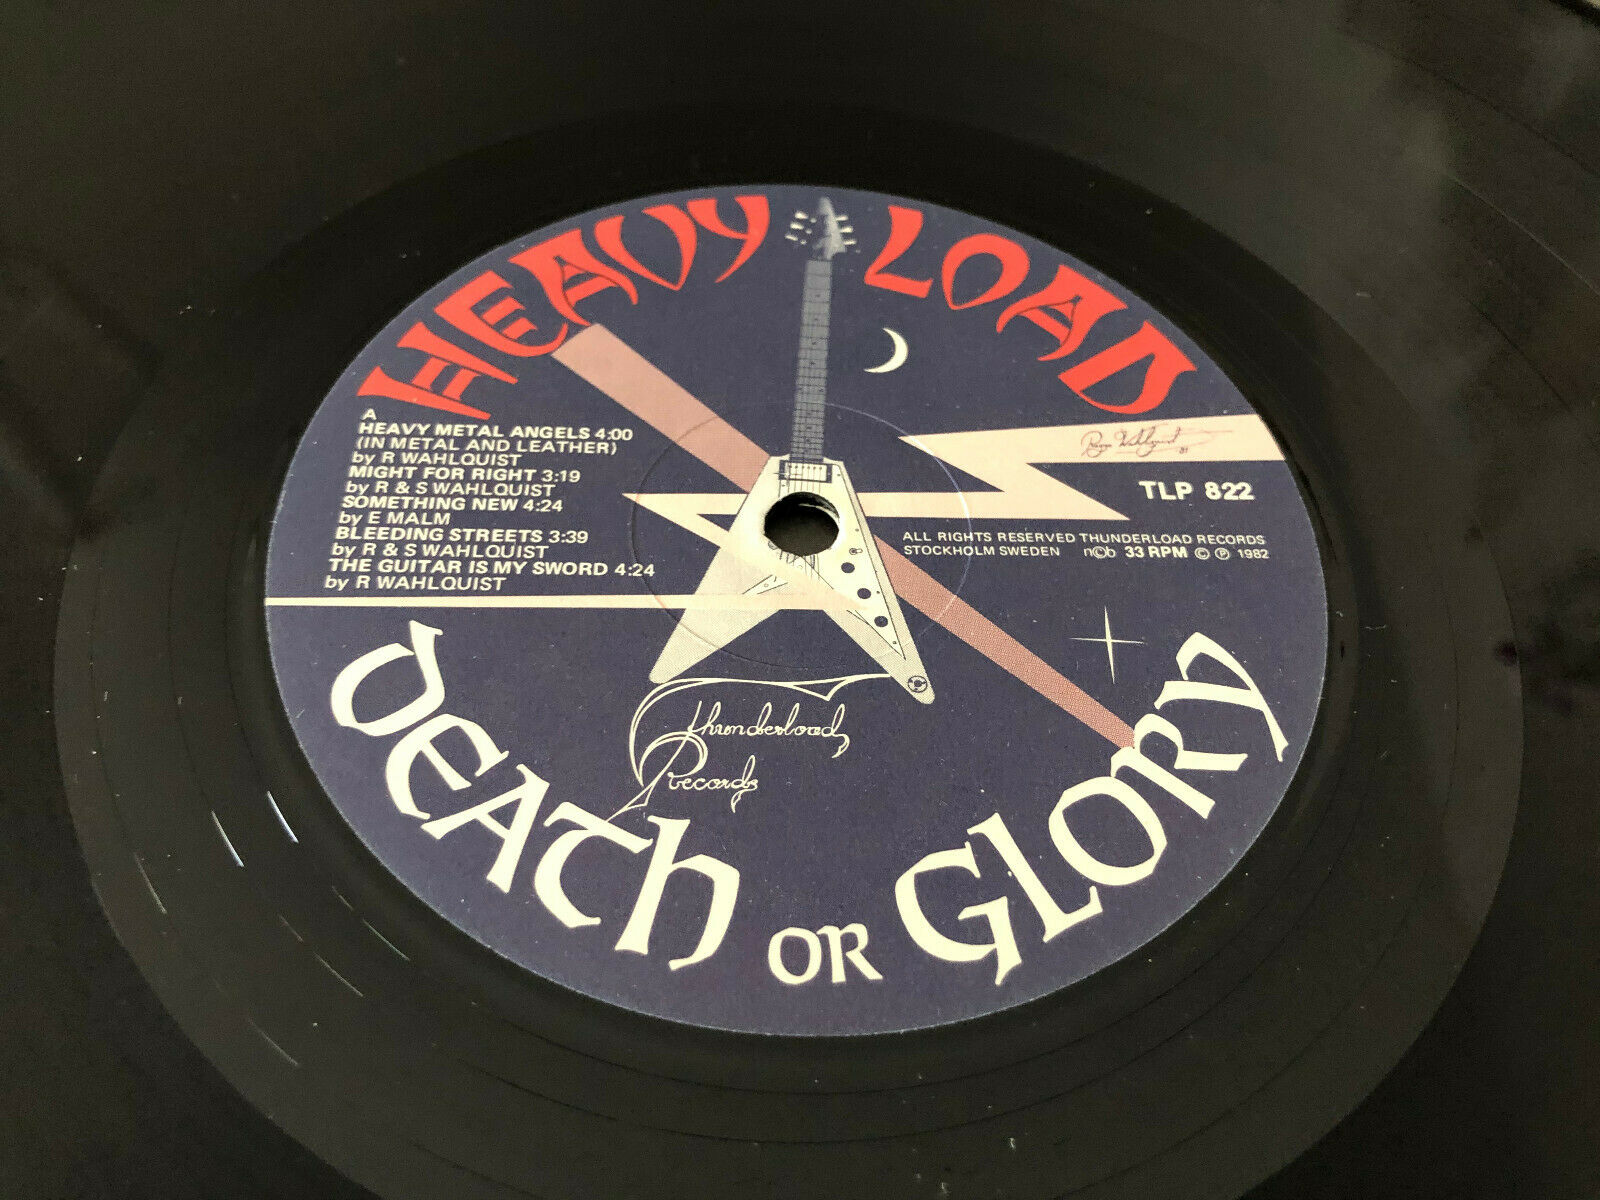 HEAVY LOAD
A
HEAVY METAL ANGELS 4:00
(IN METAL AND LEATHER)
by R WAHLQUIST
MIGHT FOR RIGHT 3:19
by R & S WAHLQUIST
SOMETHING NEW 4:24
by E MALM
BLEEDING STREETS 3:39
by R & S WAHLQUIST
THE GUITAR IS MY SWORD 4:24
by R WAHLQUIST
Ragne Wahlquist
81
TLP 822
ALL RIGHTS RESERVED THUNDERLOAD RECORDS
STOCKHOLM SWEDEN n©b 33 RPM © ℗ 1982
Thunderload
Records
DEATH OR GLORY